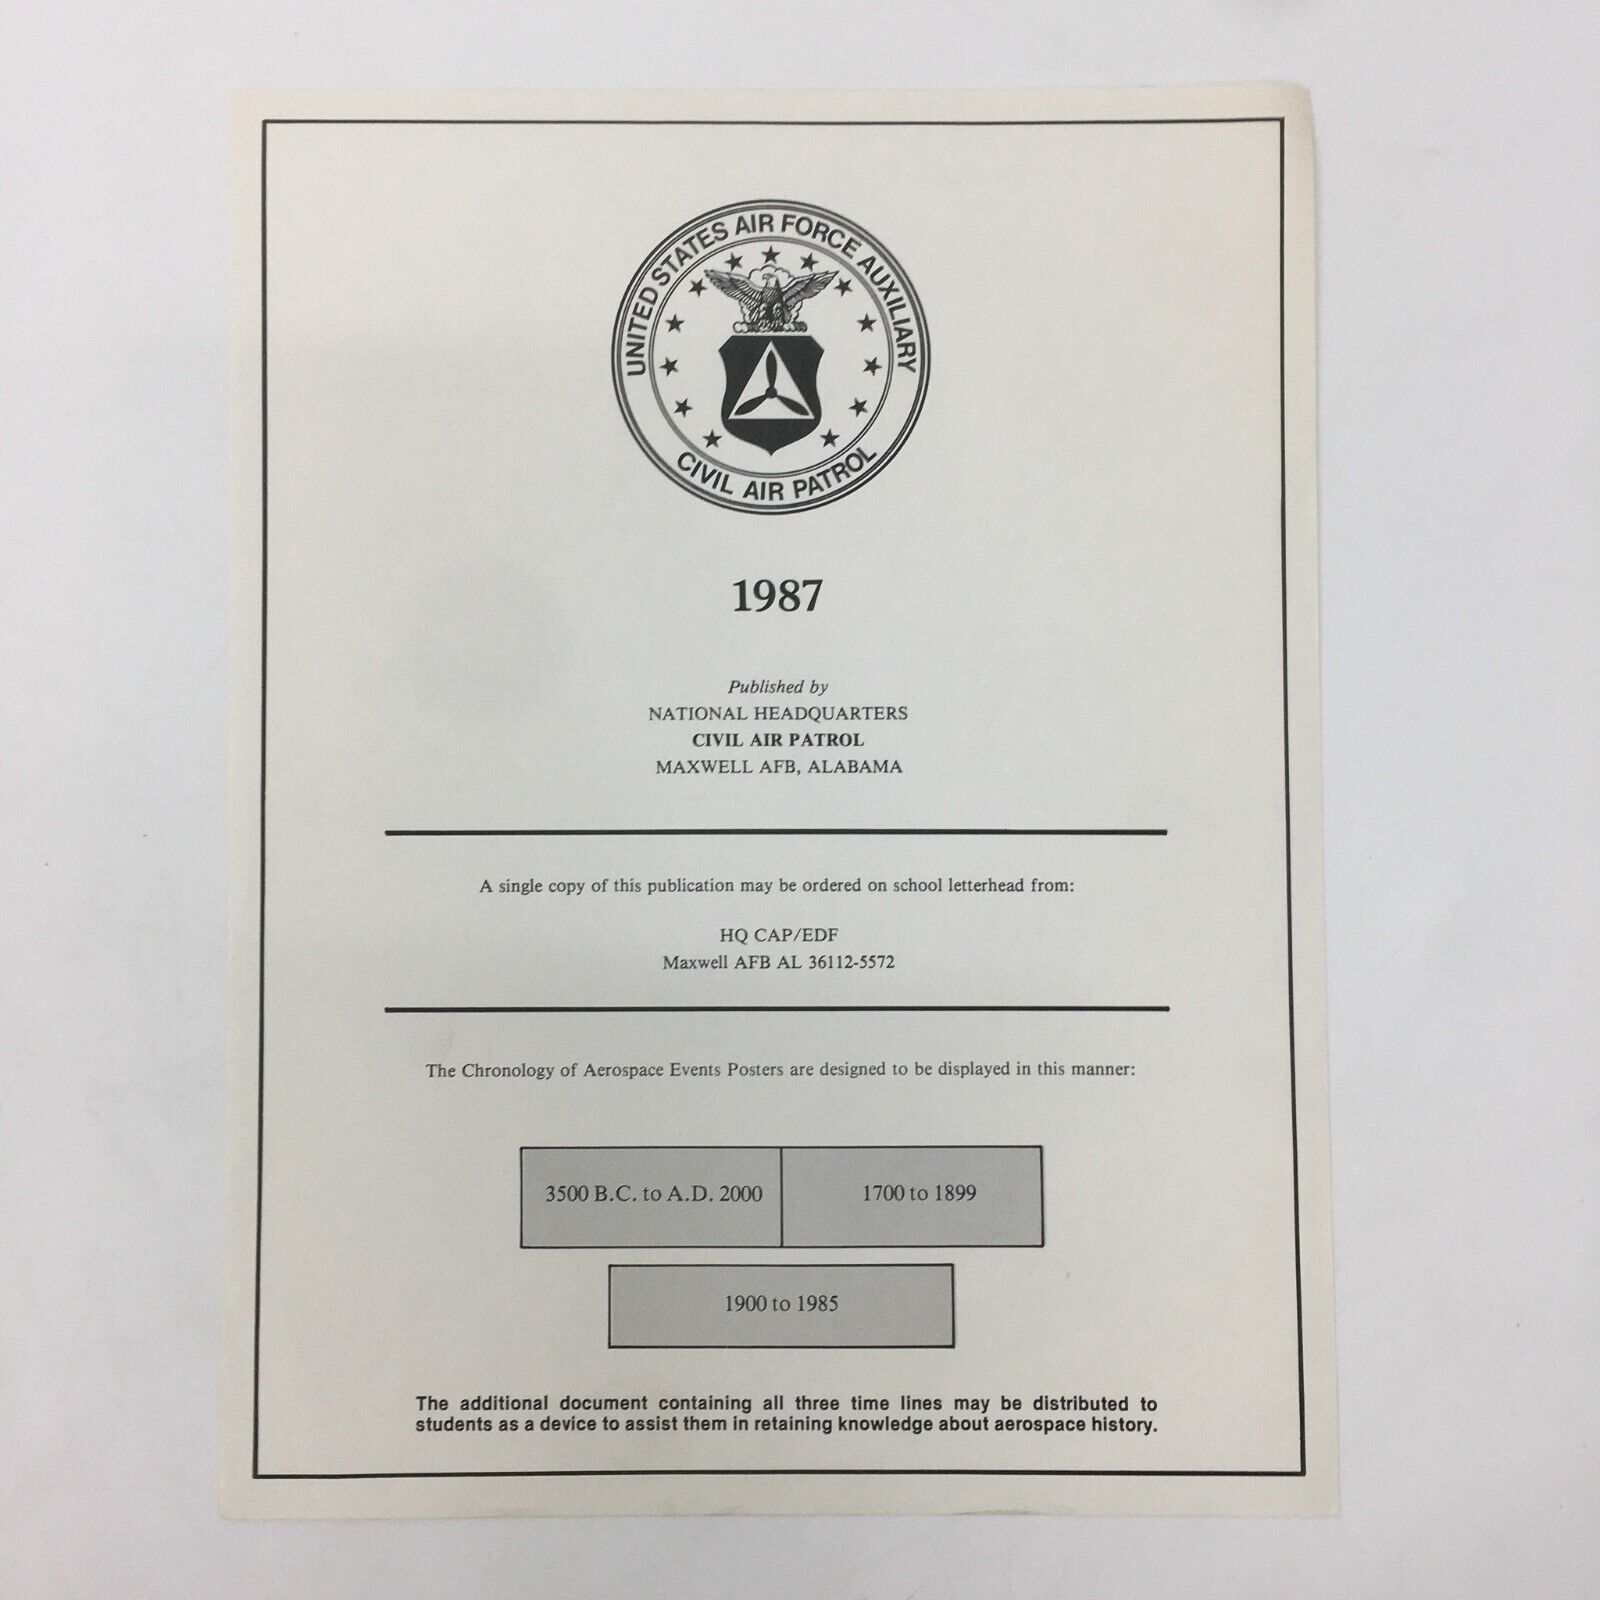 UNITED STATES AIR FORCE AUXILIARY
CIVIL AIR PATROL
1987
Published by
NATIONAL HEADQUARTERS
CIVIL AIR PATROL
MAXWELL AFB, ALABAMA
A single copy of this publication may be ordered on school letterhead from:
HQ CAP/EDF
Maxwell AFB AL 36112-5572
The Chronology of Aerospace Events Posters are designed to be displayed in this manner:
3500 B.C. to A.D. 2000
1700 to 1899
1900 to 1985
The additional document containing all three time lines may be distributed to
students as a device to assist them in retaining knowledge about aerospace history.